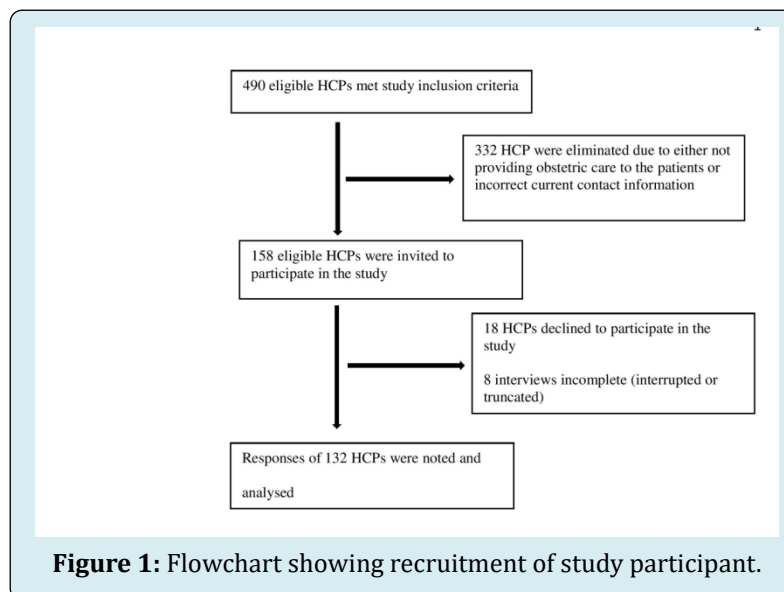 490 eligible HCPs met study inclusion criteria
332 HCP were eliminated due to either not
providing obstetric care to the patients or
incorrect current contact information
158 eligible HCPs were invited to
participate in the study
18 HCPs declined to participate in the
study
8 interviews incomplete (interrupted or
truncated)
Responses of 132 HCPs were noted and
analysed
Figure 1: Flowchart showing recruitment of study participant.